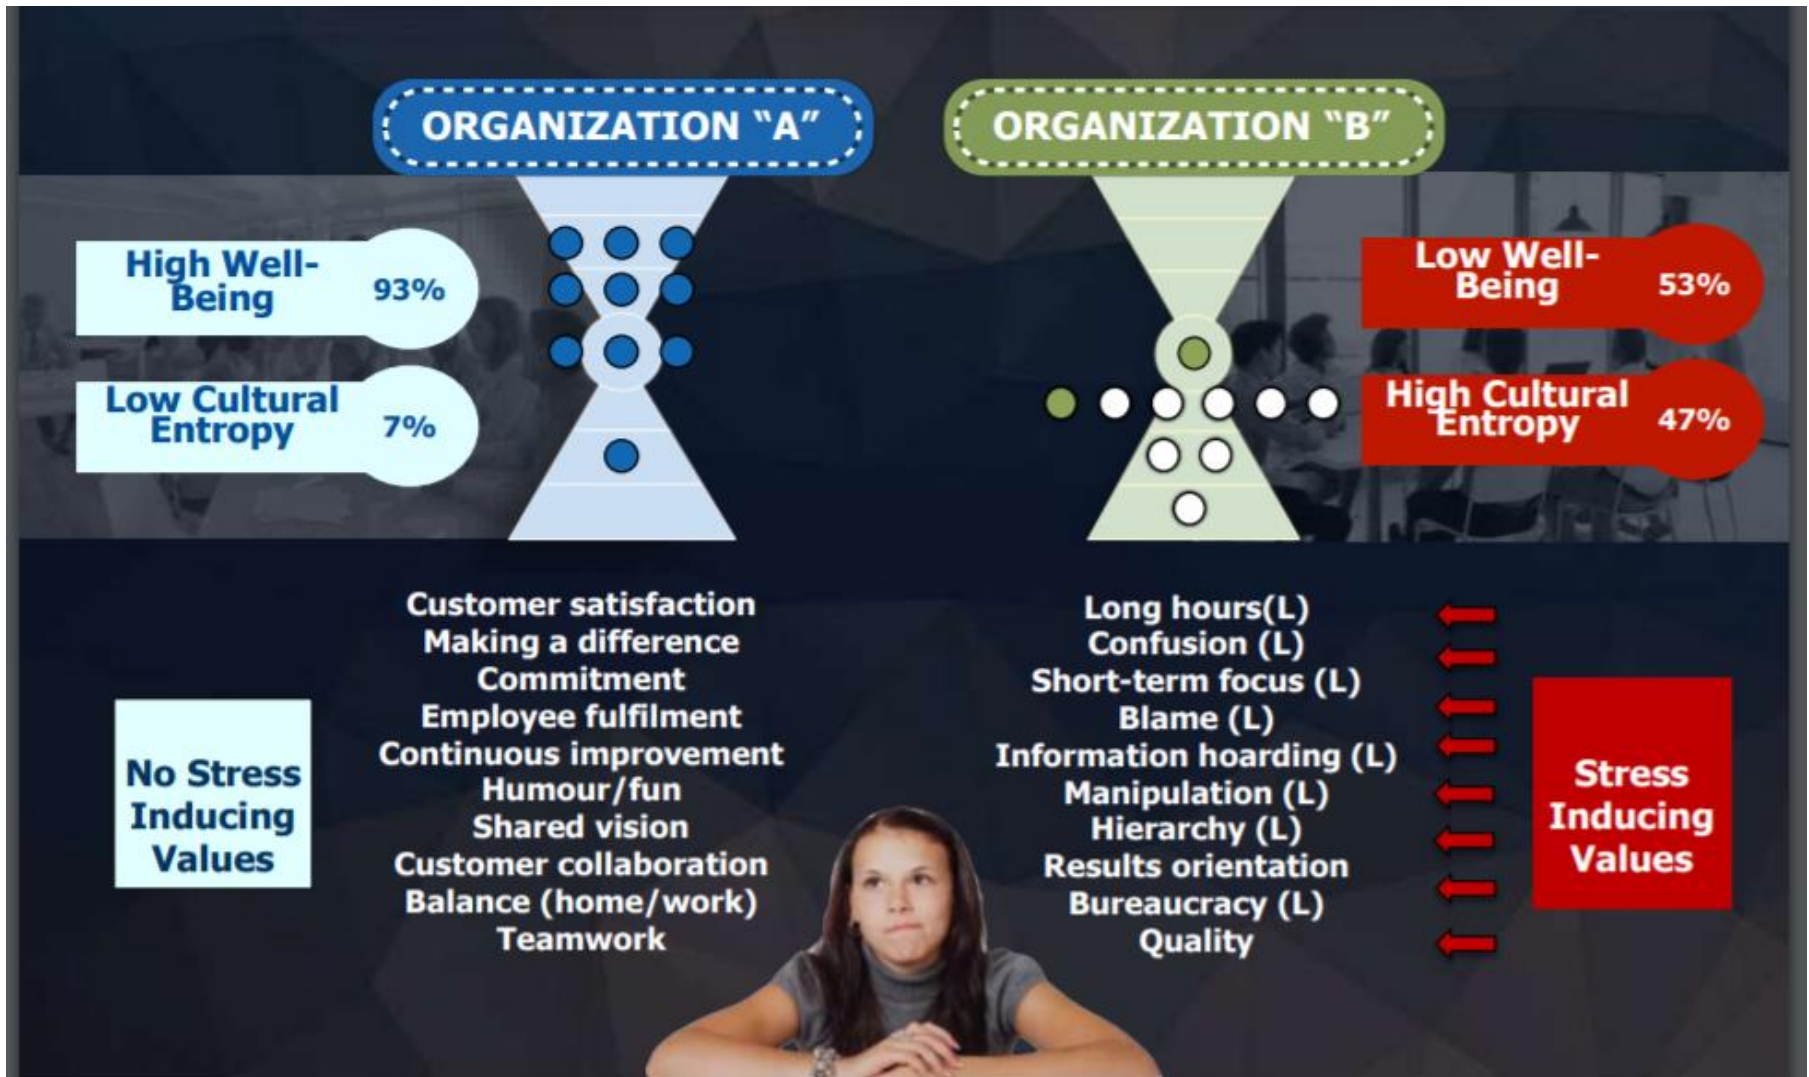 ORGANIZATION “A”
ORGANIZATION “B”
High Well-
Being
93%
Low Cultural
Entropy
7%
Low Well-
Being
53%
High Cultural
Entropy
47%
Customer satisfaction
Making a difference
Commitment
Employee fulfilment
Continuous improvement
Humour/fun
Shared vision
Customer collaboration
Balance (home/work)
Teamwork
Long hours(L)
Confusion (L)
Short-term focus (L)
Blame (L)
Information hoarding (L)
Manipulation (L)
Hierarchy (L)
Results orientation
Bureaucracy (L)
Quality
No Stress
Inducing
Values
Stress
Inducing
Values